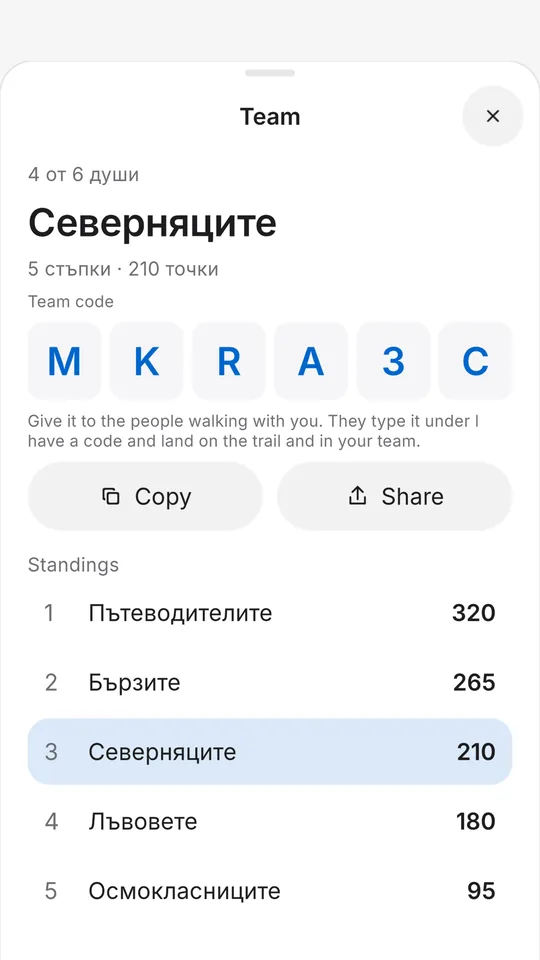 Team
4 от 6 души
Северняците
5 стъпки · 210 точки
Team code
M K R A 3 C
Give it to the people walking with you. They type it under I
have a code and land on the trail and in your team.
Copy Share
Standings
1 Пътеводителите 320
2 Бързите 265
3 Северняците 210
4 Лъвовете 180
5 Осмокласниците 95